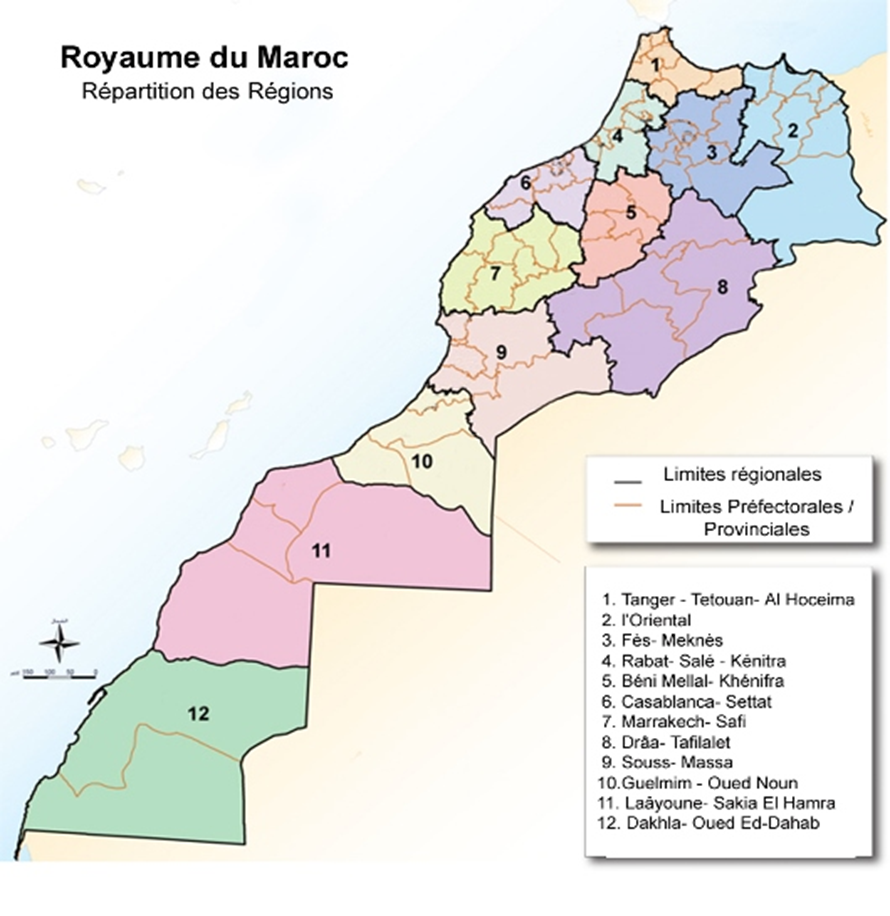 Royaume du Maroc
Répartition des Régions
1
2
3
4
5
6
7
8
9
10
11
12
Limites régionales
Limites Préfectorales /
Provinciales
1. Tanger - Tetouan- Al Hoceima
2. l'Oriental
3. Fès- Meknès
4. Rabat- Salé - Kénitra
5. Béni Mellal- Khénifra
6. Casablanca- Settat
7. Marrakech- Safi
8. Drâa- Tafilalet
9. Souss- Massa
10.Guelmim - Oued Noun
11. Laâyoune- Sakia El Hamra
12. Dakhla- Oued Ed-Dahab